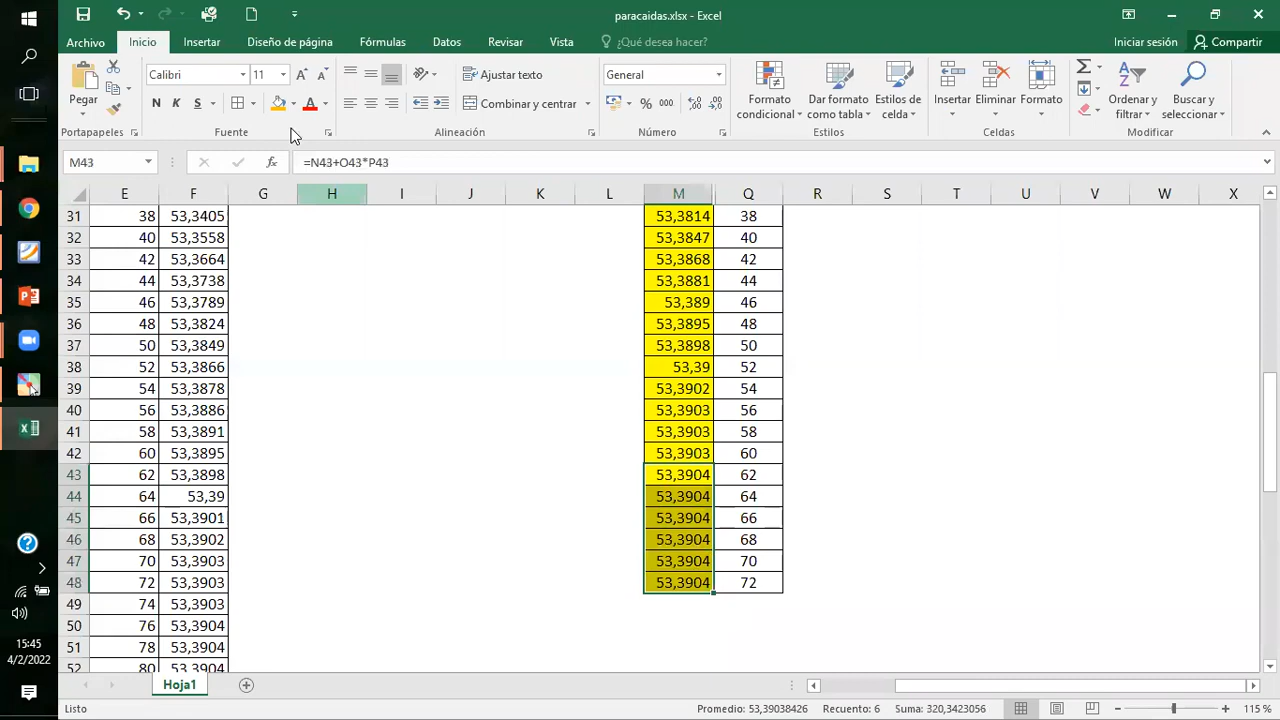 paracaidas.xlsx - Excel
Archivo Inicio Insertar Diseño de página Fórmulas Datos Revisar Vista ¿Qué desea hacer? Iniciar sesión Compartir
Pegar
Calibri 11
N K S
Ajustar texto
Combinar y centrar
General
% 000
Formato condicional
Dar formato como tabla
Estilos de celda
Insertar Eliminar Formato
Ordenar y filtrar
Buscar y seleccionar
Portapapeles Fuente Alineación Número Estilos Celdas Modificar
M43 fx =N43+O43*P43
E F G H I J K L M Q R S T U V W X
31 38 53,3405 53,3814 38
32 40 53,3558 53,3847 40
33 42 53,3664 53,3868 42
34 44 53,3738 53,3881 44
35 46 53,3789 53,389 46
36 48 53,3824 53,3895 48
37 50 53,3849 53,3898 50
38 52 53,3866 53,39 52
39 54 53,3878 53,3902 54
40 56 53,3886 53,3903 56
41 58 53,3891 53,3903 58
42 60 53,3895 53,3903 60
43 62 53,3898 53,3904 62
44 64 53,39 53,3904 64
45 66 53,3901 53,3904 66
46 68 53,3902 53,3904 68
47 70 53,3903 53,3904 70
48 72 53,3903 53,3904 72
49 74 53,3903
50 76 53,3904
51 78 53,3904
52 80 53,3904
15:45
4/2/2022
Hoja1
Listo Promedio: 53,39038426 Recuento: 6 Suma: 320,3423056 115 %